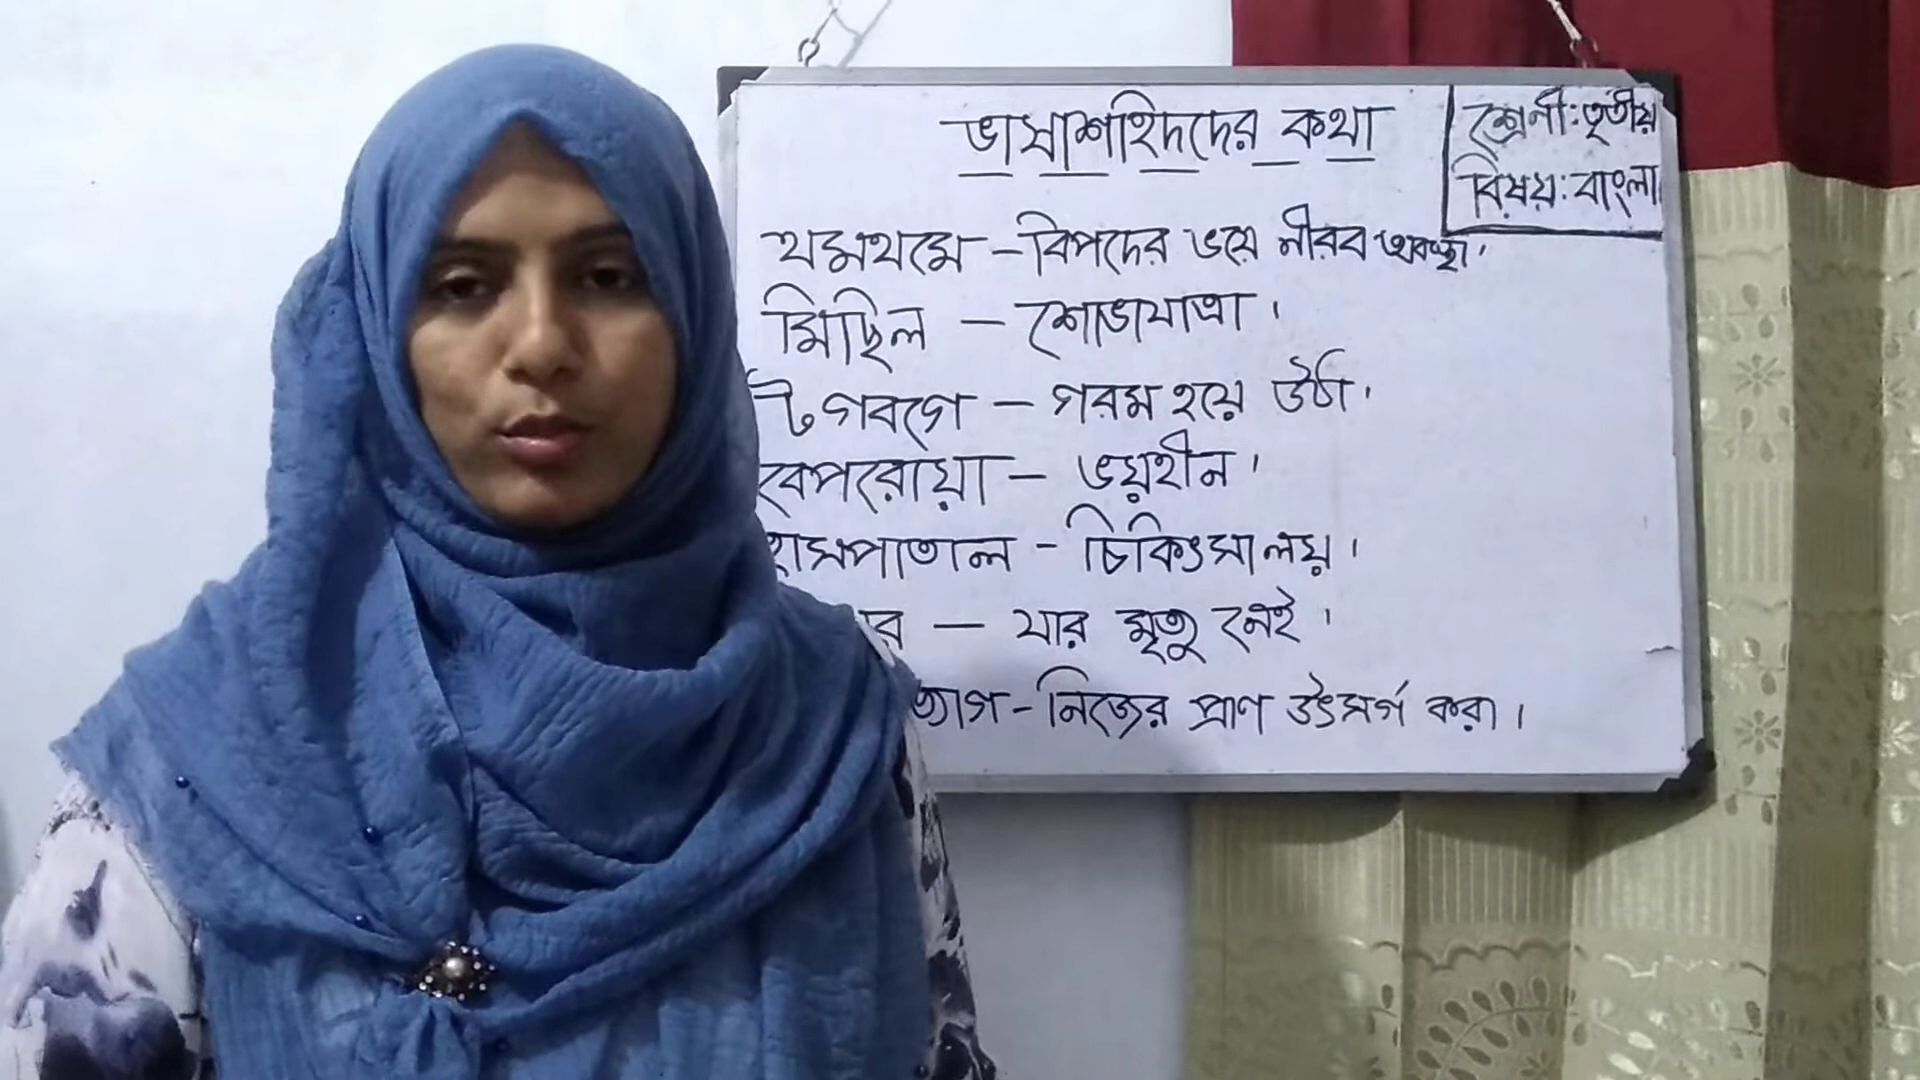 ভাসাশহিদদের কথা
শ্রেনী: তৃতীয়
বিষয়: বাংলা
থমথমে – বিপদের ভয়ে নীরব অবস্থা।
মিছিল – শোভাযাত্রা।
টগবগে – গরম হয়ে উঠা।
বেপরোয়া – ভয়হীন।
হাসপাতাল – চিকিৎসালয়।
– যার মৃত্যু নেই।
ত্যাগ – নিজের প্রাণ উৎসর্গ করা।